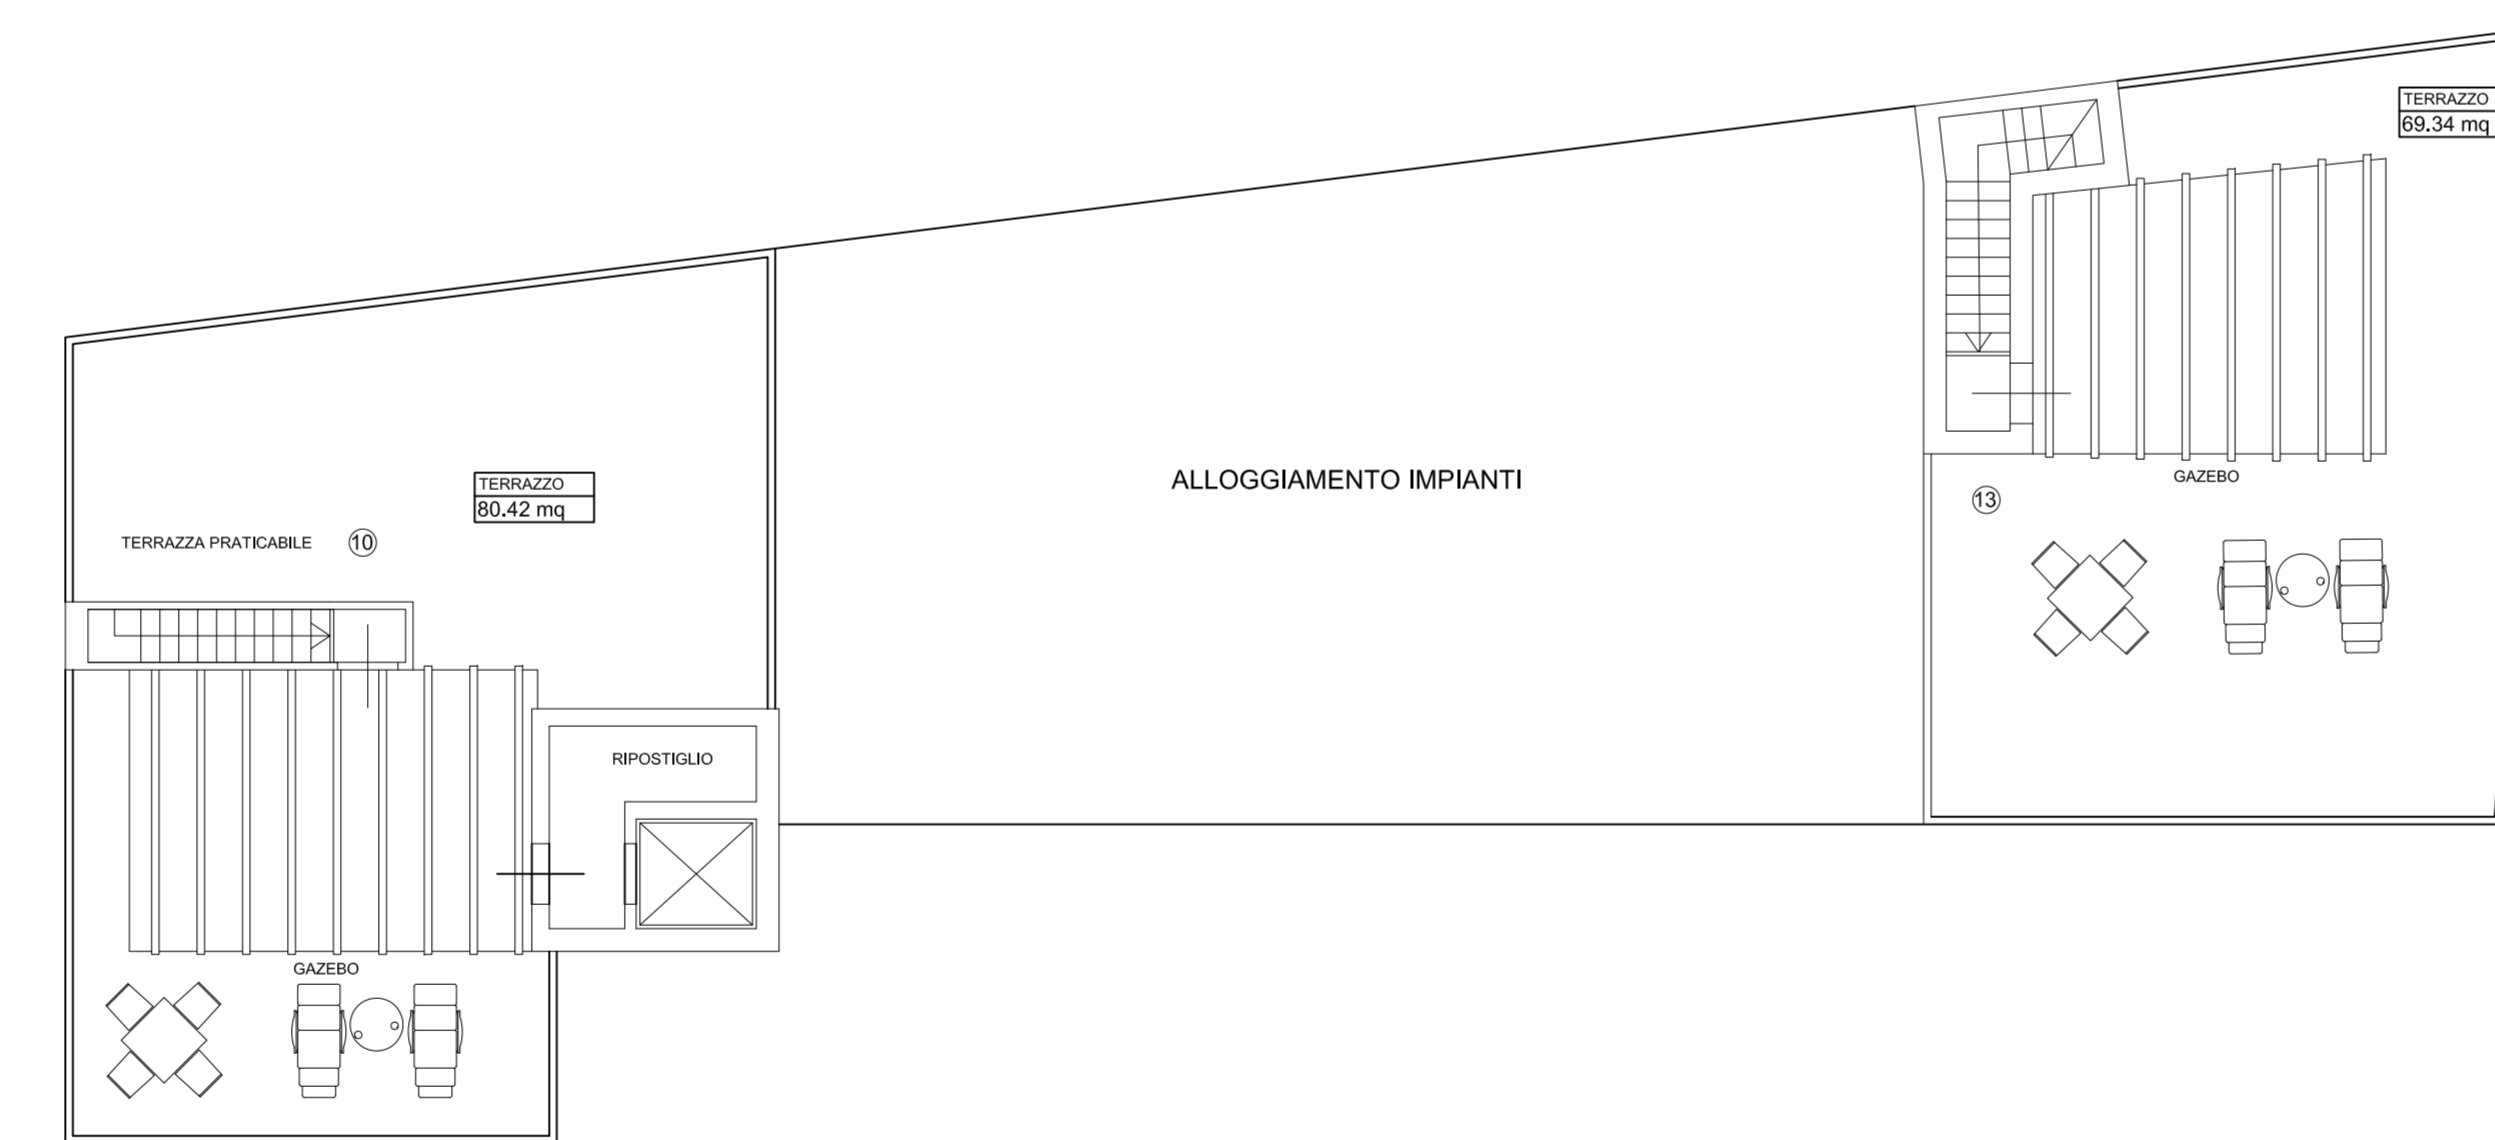 TERRAZZO
69.34 mq
TERRAZZO
80.42 mq
ALLOGGIAMENTO IMPIANTI
GAZEBO
13
TERRAZZA PRATICABILE 10
RIPOSTIGLIO
GAZEBO